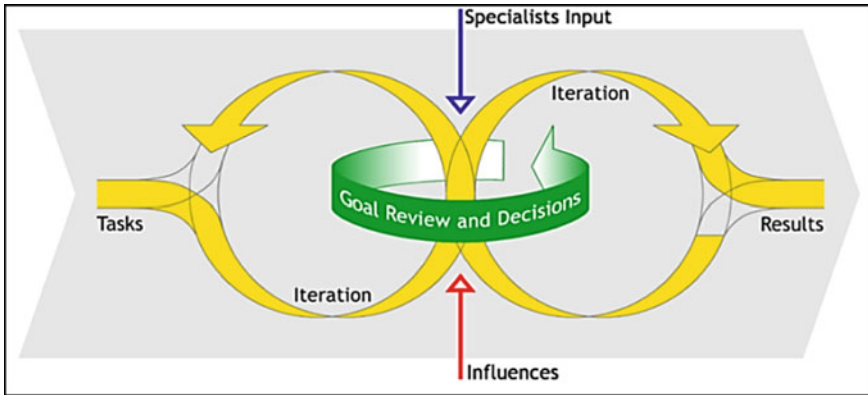 Specialists Input
Iteration
Goal Review and Decisions
Tasks
Results
Iteration
Influences